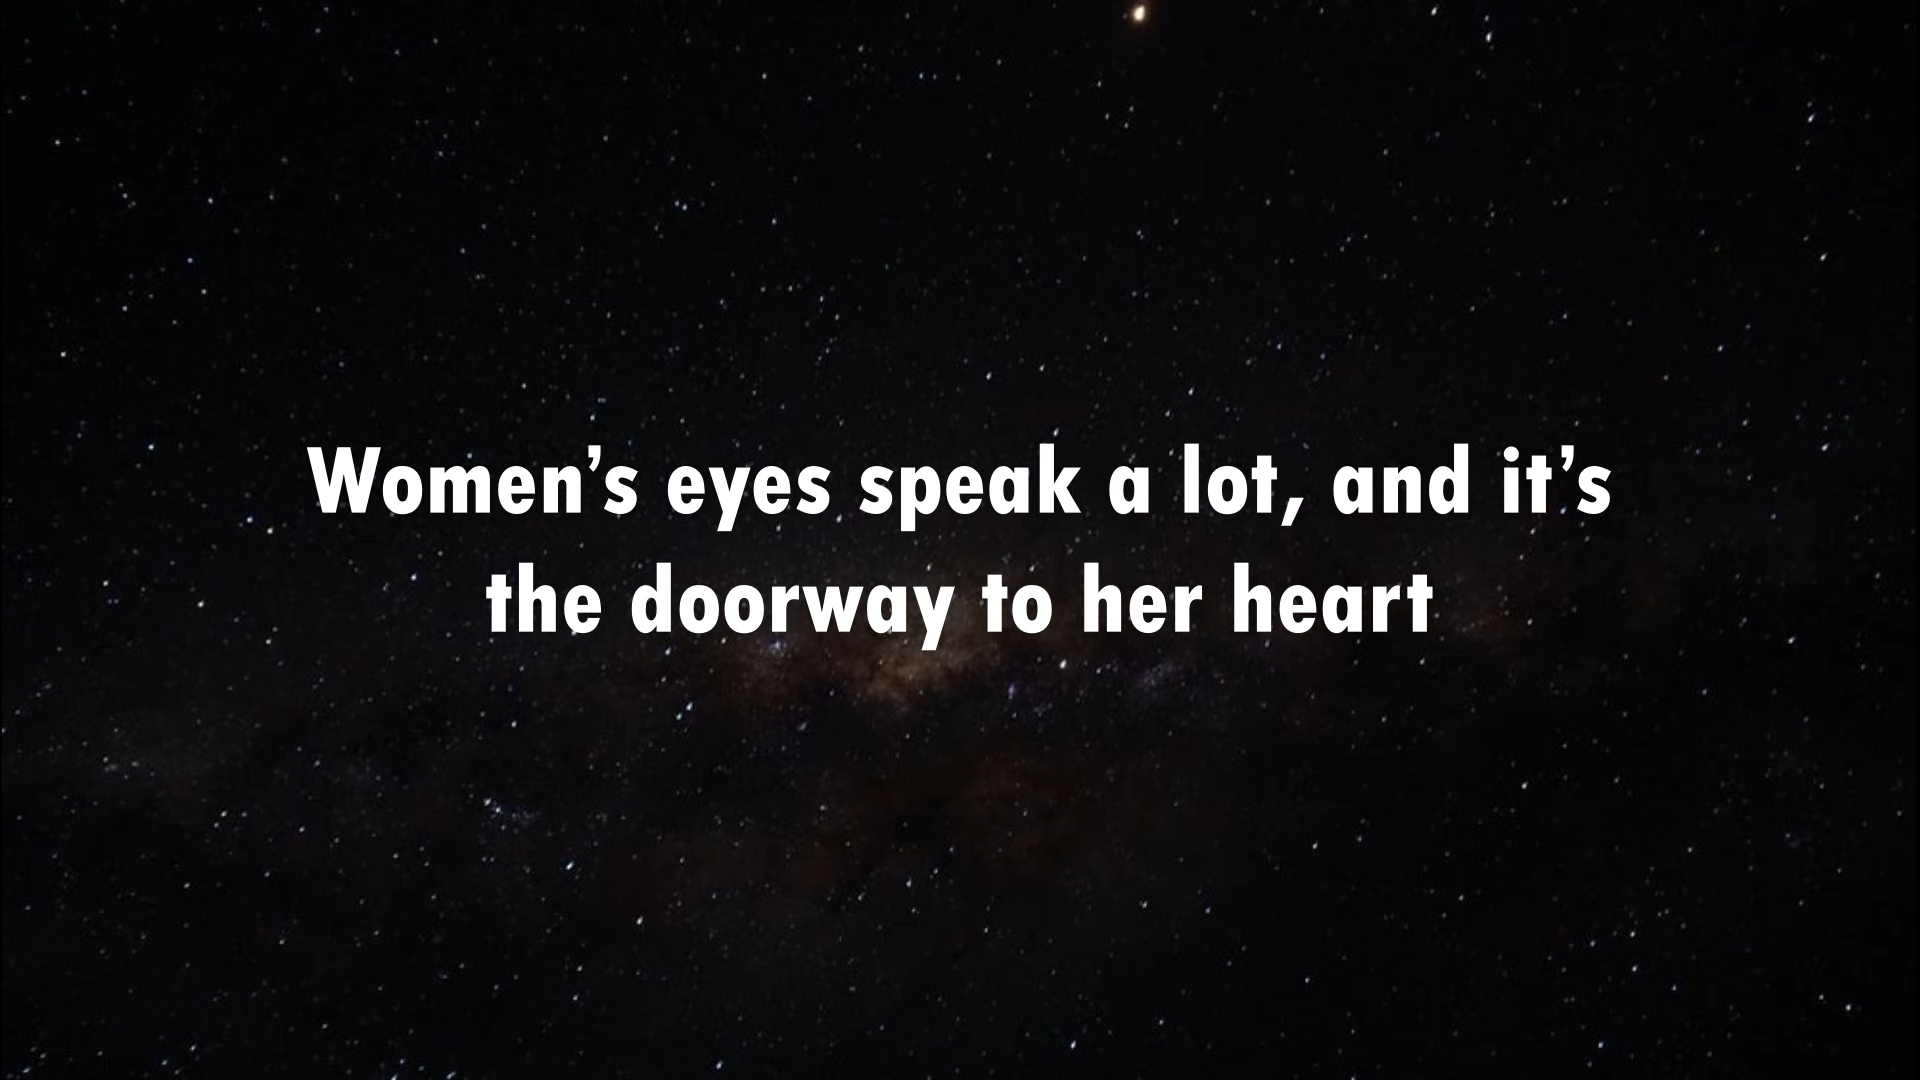 Women’s eyes speak a lot, and it’s
the doorway to her heart